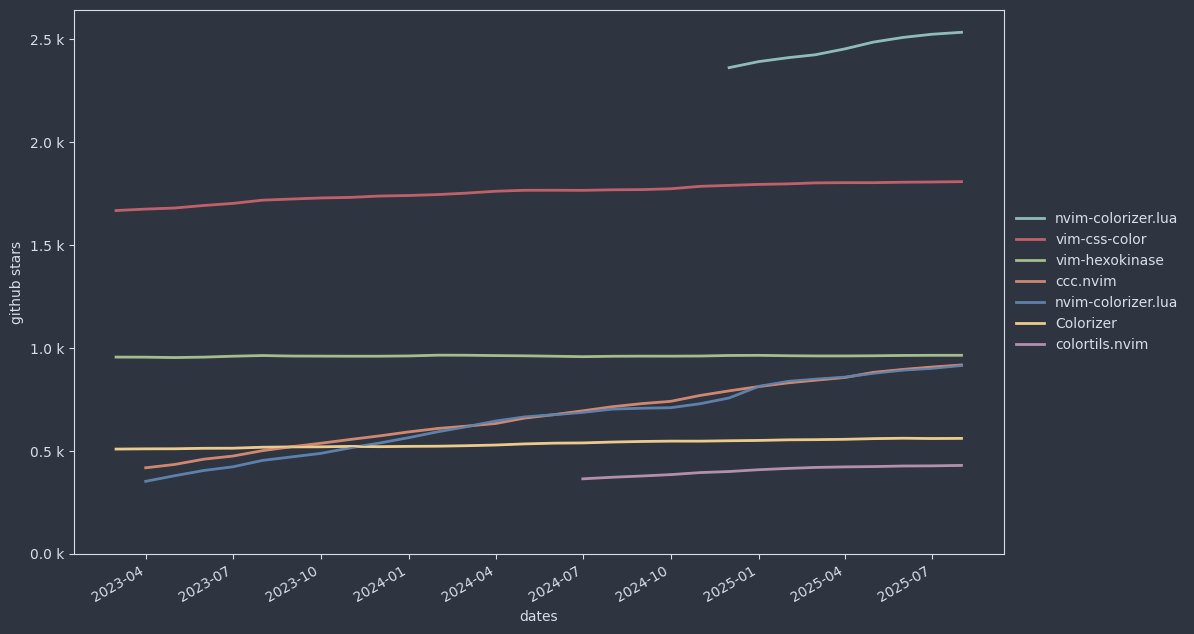 github stars
2.5 k
2.0 k
1.5 k
1.0 k
0.5 k
0.0 k
2023-04
2023-07
2023-10
2024-01
2024-04
2024-07
2024-10
2025-01
2025-04
2025-07
dates
nvim-colorizer.lua
vim-css-color
vim-hexokinase
ccc.nvim
nvim-colorizer.lua
Colorizer
colortils.nvim